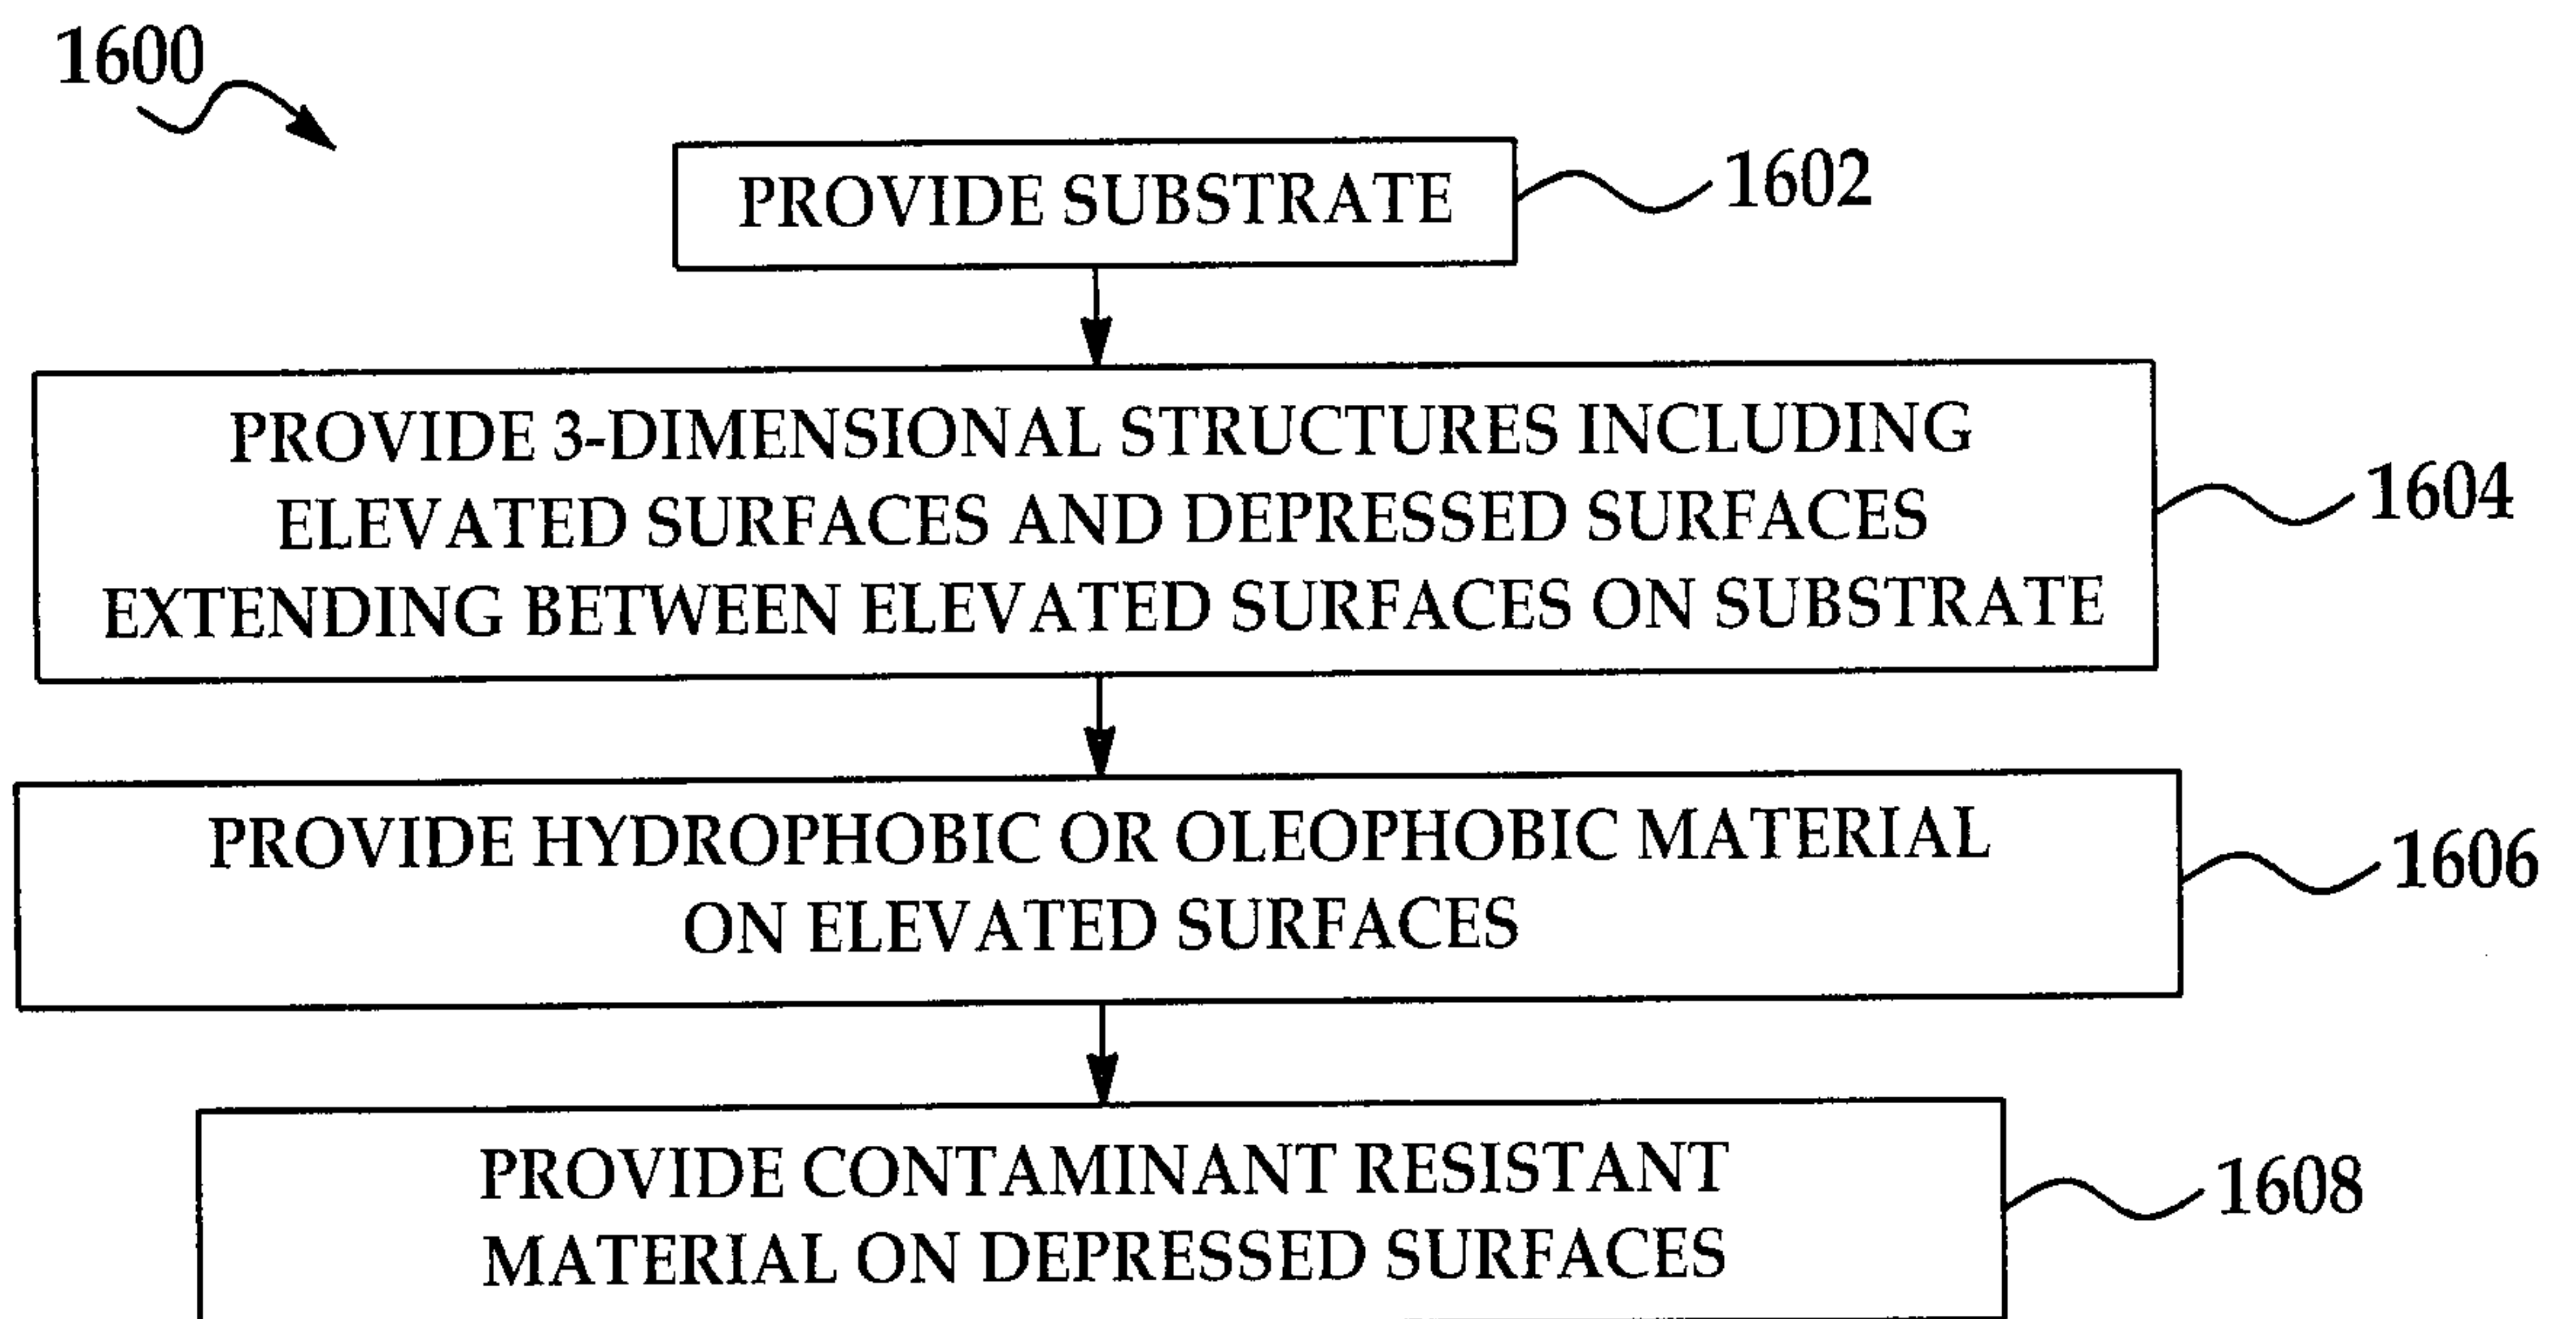 1600
PROVIDE SUBSTRATE
1602
PROVIDE 3-DIMENSIONAL STRUCTURES INCLUDING
ELEVATED SURFACES AND DEPRESSED SURFACES
EXTENDING BETWEEN ELEVATED SURFACES ON SUBSTRATE
1604
PROVIDE HYDROPHOBIC OR OLEOPHOBIC MATERIAL
ON ELEVATED SURFACES
1606
PROVIDE CONTAMINANT RESISTANT
MATERIAL ON DEPRESSED SURFACES
1608